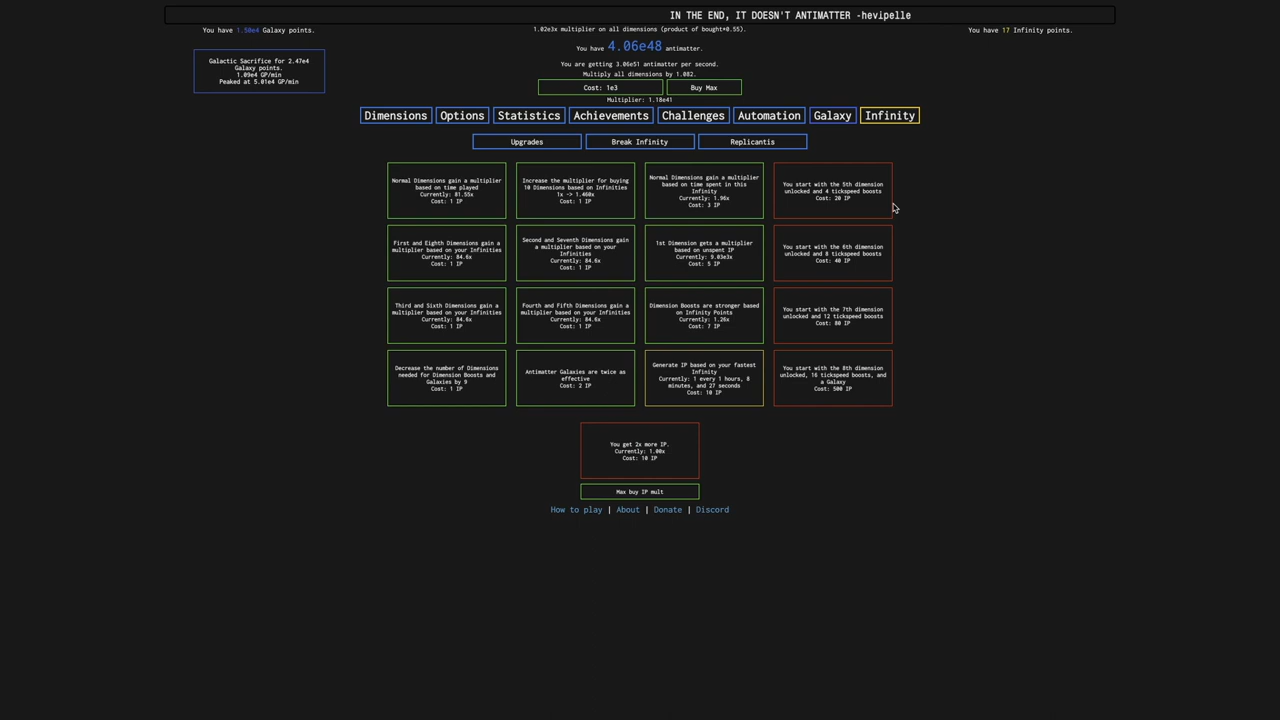 IN THE END, IT DOESN'T ANTIMATTER -hevipelle
You have 1.58e4 Galaxy points.
1.02e3x multiplier on all dimensions (product of bought*0.55).
You have 17 Infinity points.
You have 4.06e48 antimatter.
Galactic Sacrifice for 2.47e4
Galaxy points.
1.09e4 GP/min
Peaked at 5.01e4 GP/min
You are getting 3.06e51 antimatter per second.
Multiply all dimensions by 1.082.
Cost: 1e3
Buy Max
Multiplier: 1.18e41
Dimensions
Options
Statistics
Achievements
Challenges
Automation
Galaxy
Infinity
Upgrades
Break Infinity
Replicantis
Normal Dimensions gain a multiplier
based on time played
Currently: 81.55x
Cost: 1 IP
Increase the multiplier for buying
10 Dimensions based on Infinities
1x -> 1.460x
Cost: 1 IP
Normal Dimensions gain a multiplier
based on time spent in this
Infinity
Currently: 1.96x
Cost: 3 IP
You start with the 5th dimension
unlocked and 4 tickspeed boosts
Cost: 20 IP
First and Eighth Dimensions gain a
multiplier based on your Infinities
Currently: 84.6x
Cost: 1 IP
Second and Seventh Dimensions gain
a multiplier based on your
Infinities
Currently: 84.6x
Cost: 1 IP
1st Dimension gets a multiplier
based on unspent IP
Currently: 9.03e3x
Cost: 5 IP
You start with the 6th dimension
unlocked and 8 tickspeed boosts
Cost: 40 IP
Third and Sixth Dimensions gain a
multiplier based on your Infinities
Currently: 84.6x
Cost: 1 IP
Fourth and Fifth Dimensions gain a
multiplier based on your Infinities
Currently: 84.6x
Cost: 1 IP
Dimension Boosts are stronger based
on Infinity Points
Currently: 1.26x
Cost: 7 IP
You start with the 7th dimension
unlocked and 12 tickspeed boosts
Cost: 80 IP
Decrease the number of Dimensions
needed for Dimension Boosts and
Galaxies by 9
Cost: 1 IP
Antimatter Galaxies are twice as
effective
Cost: 2 IP
Generate IP based on your fastest
Infinity
Currently: 1 every 1 hours, 8
minutes, and 27 seconds
Cost: 10 IP
You start with the 8th dimension
unlocked, 16 tickspeed boosts, and
a Galaxy
Cost: 500 IP
You get 2x more IP.
Currently: 1.00x
Cost: 10 IP
Max buy IP mult
How to play | About | Donate | Discord